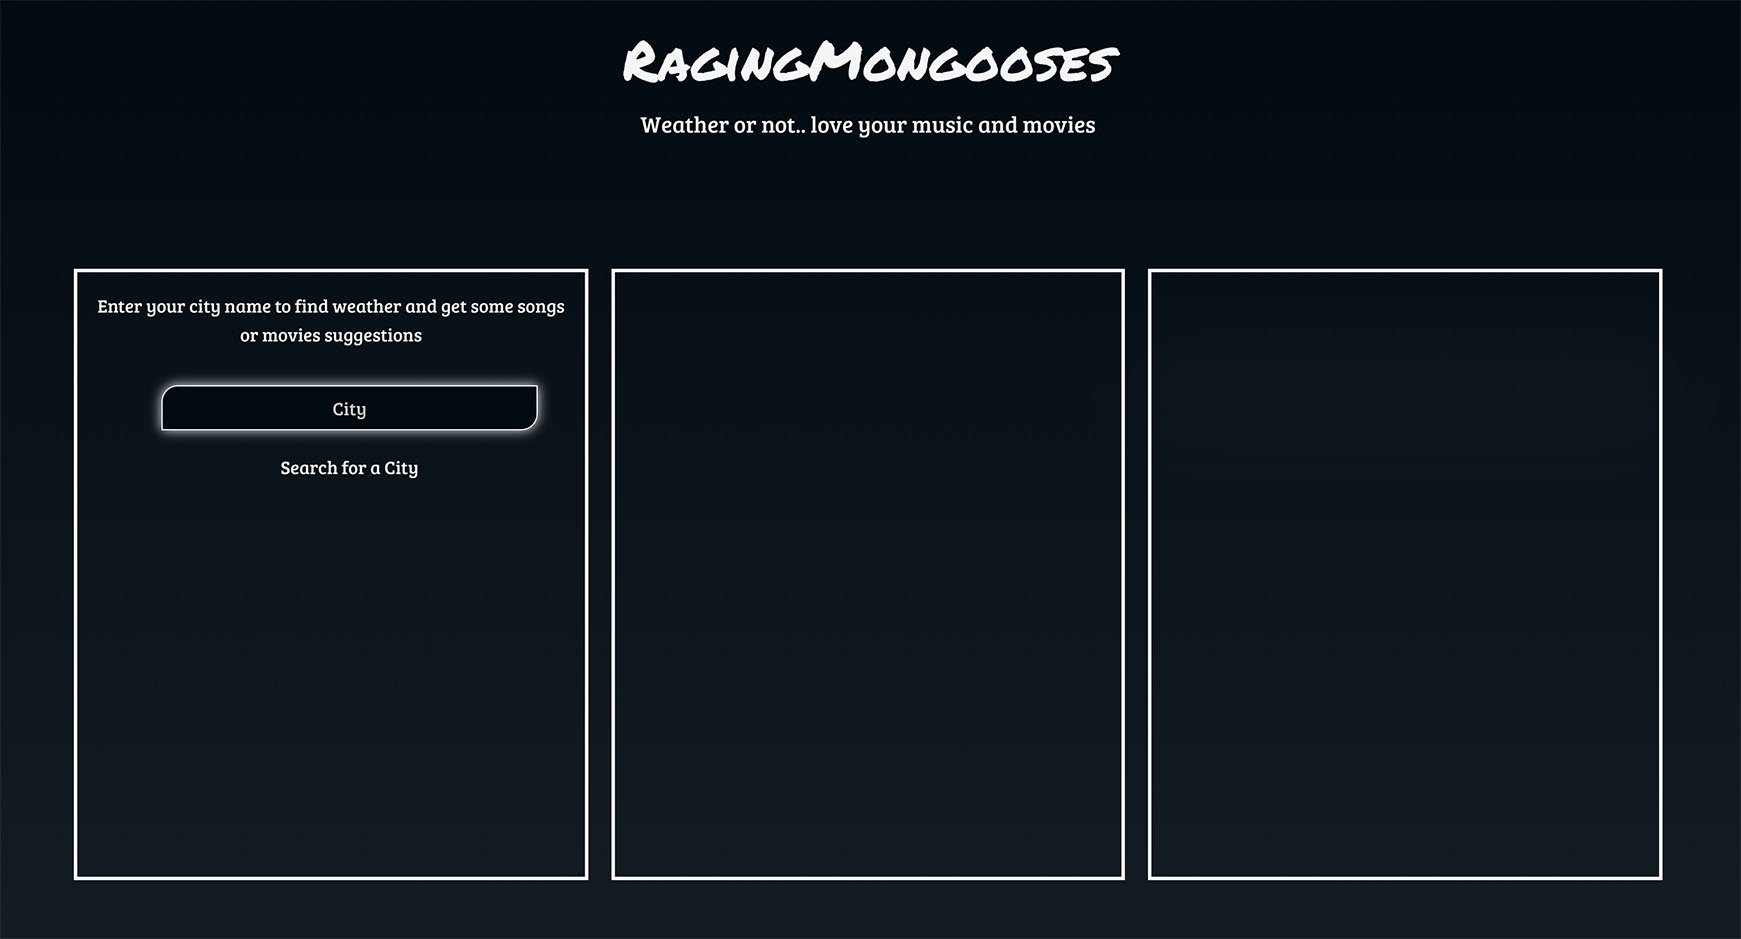 RagingMongooses
Weather or not.. love your music and movies
Enter your city name to find weather and get some songs
or movies suggestions
City
Search for a City